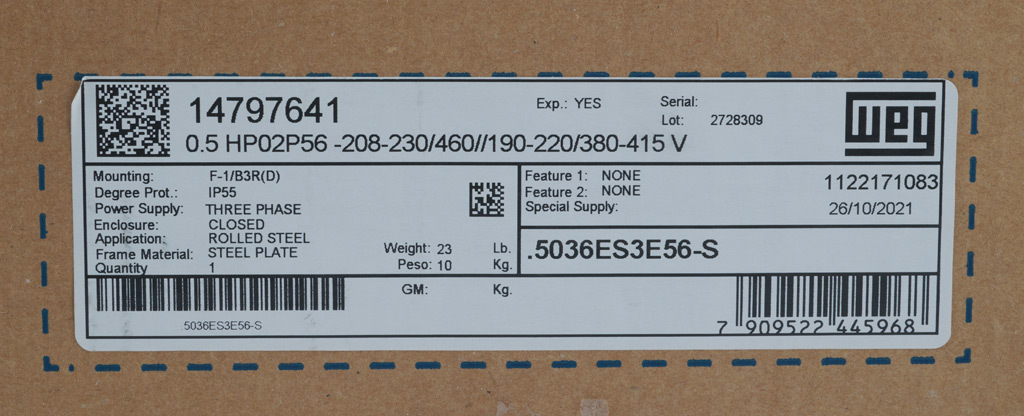 14797641
Exp.: YES
Serial:
Lot: 2728309
weg
0.5 HP02P56 -208-230/460//190-220/380-415 V
Mounting: F-1/B3R(D)
Degree Prot.: IP55
Power Supply: THREE PHASE
Enclosure: CLOSED
Application: ROLLED STEEL
Frame Material: STEEL PLATE
Quantity 1
Weight: 23 Lb.
Peso: 10 Kg.
Feature 1: NONE
Feature 2: NONE
Special Supply:
1122171083
26/10/2021
.5036ES3E56-S
GM: Kg.
5036ES3E56-S
7 909522 445968